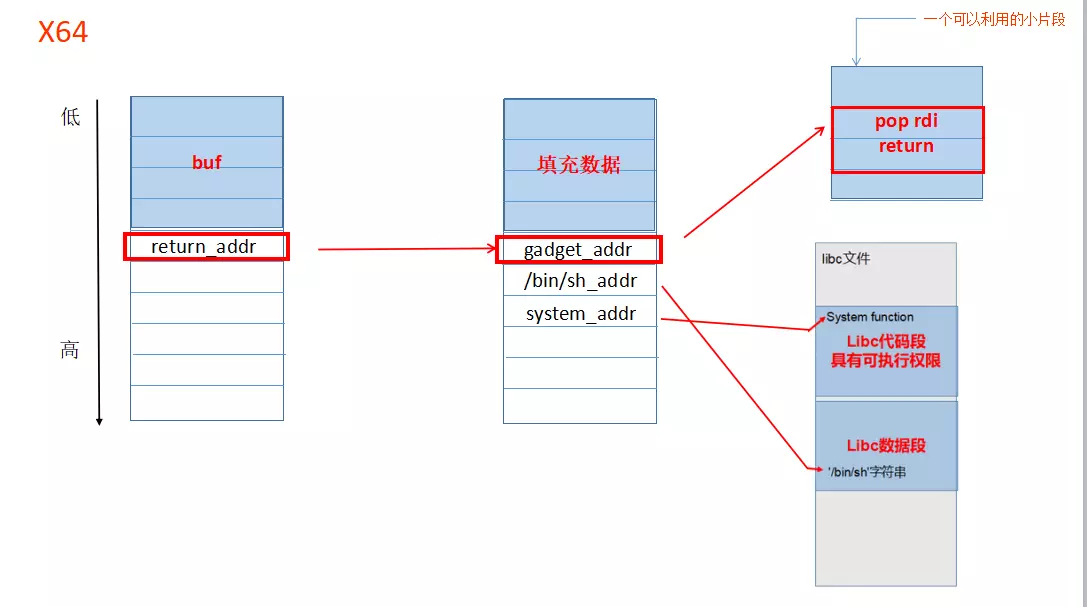 X64
一个可以利用的小片段
低
高
buf
return_addr
填充数据
gadget_addr
/bin/sh_addr
system_addr
pop rdi
return
libc文件
System function
Libc代码段
具有可执行权限
Libc数据段
'/bin/sh'字符串